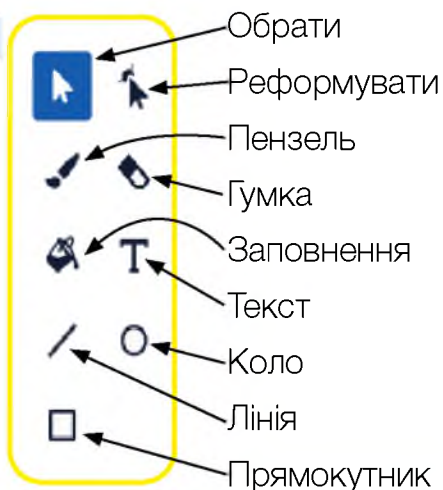 Обрати
Реформувати
Пензель
Гумка
Заповнення
Текст
Коло
Лінія
Прямокутник